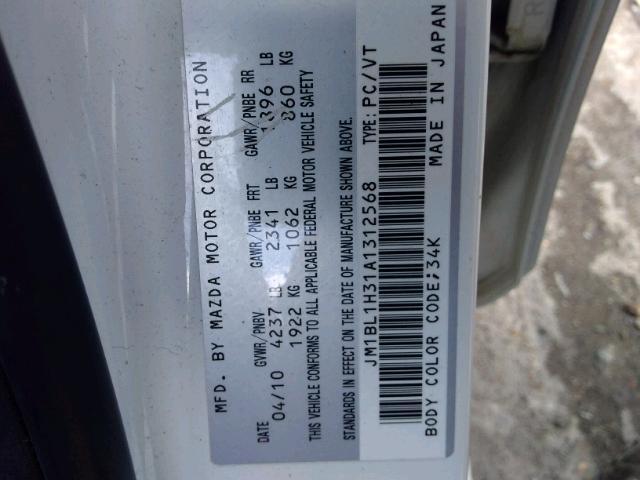 MFD. BY MAZDA MOTOR CORPORATION
DATE GVWR/PNBV GAWR/PNBE FRT GAWR/PNBE RR
04/10 4237 LB 2341 LB 1896 LB
1922 KG 1062 KG 860 KG
THIS VEHICLE CONFORMS TO ALL APPLICABLE FEDERAL MOTOR VEHICLE SAFETY
STANDARDS IN EFFECT ON THE DATE OF MANUFACTURE SHOWN ABOVE.
JM1BL1H31A1312568 TYPE: PC/VT
BODY COLOR CODE;34K MADE IN JAPAN